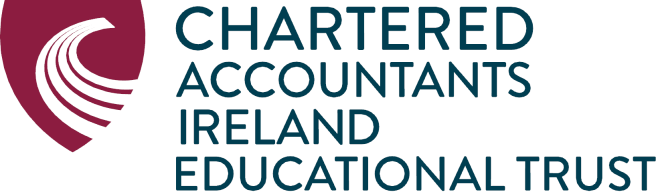 CHARTERED
ACCOUNTANTS
IRELAND
EDUCATIONAL TRUST